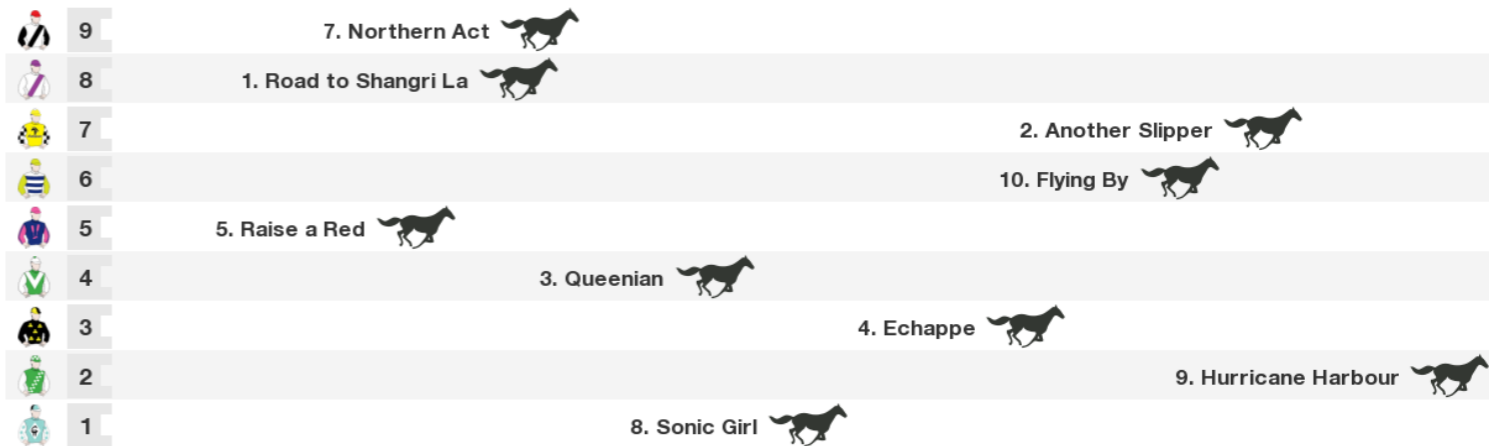 9 7. Northern Act
8 1. Road to Shangri La
7 2. Another Slipper
6 10. Flying By
5 5. Raise a Red
4 3. Queenian
3 4. Echappe
2 9. Hurricane Harbour
1 8. Sonic Girl